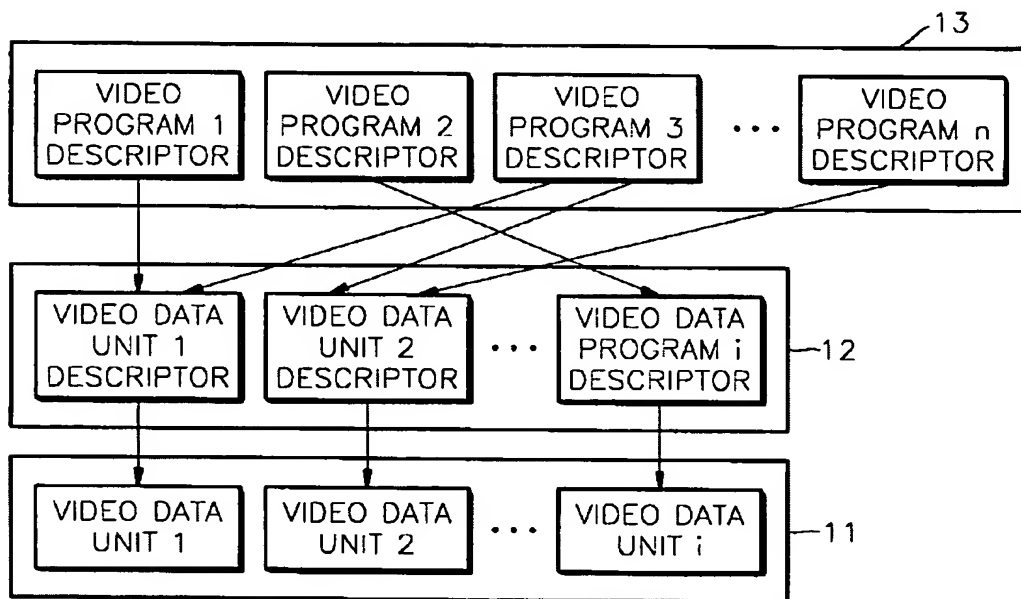 13
VIDEO
PROGRAM 1
DESCRIPTOR
VIDEO
PROGRAM 2
DESCRIPTOR
VIDEO
PROGRAM 3
DESCRIPTOR
...
VIDEO
PROGRAM n
DESCRIPTOR
VIDEO DATA
UNIT 1
DESCRIPTOR
VIDEO DATA
UNIT 2
DESCRIPTOR
...
VIDEO DATA
PROGRAM i
DESCRIPTOR
12
VIDEO DATA
UNIT 1
VIDEO DATA
UNIT 2
...
VIDEO DATA
UNIT i
11